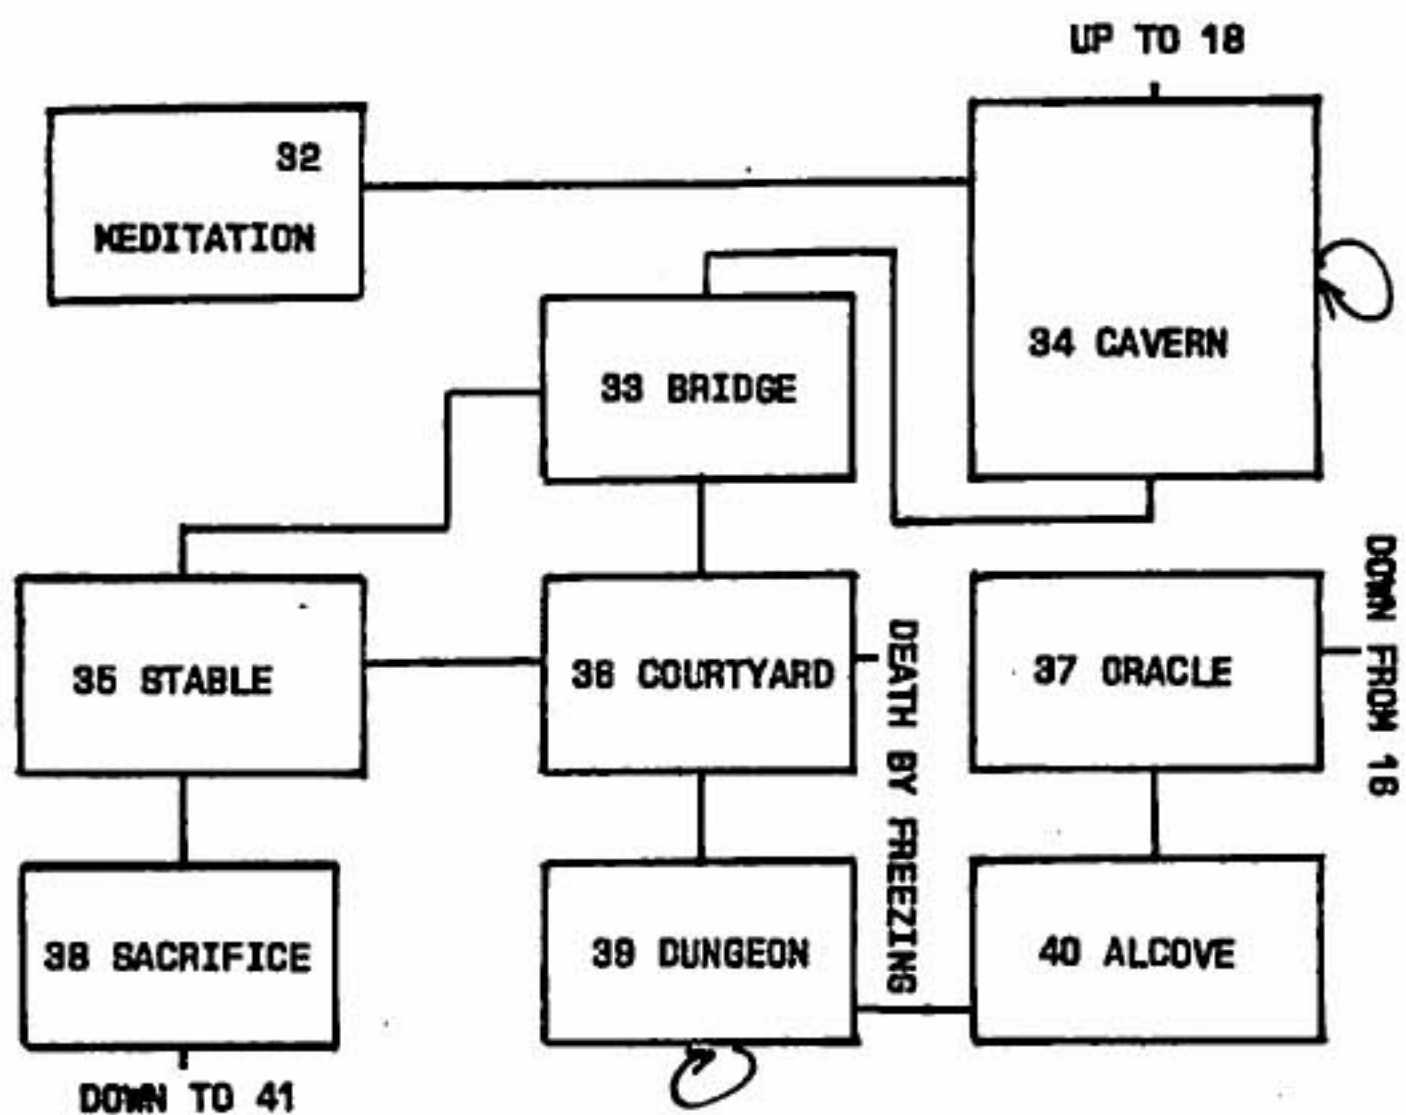 UP TO 18
32
MEDITATION
34 CAVERN
33 BRIDGE
35 STABLE
36 COURTYARD
DEATH BY FREEZING
37 ORACLE
DOWN FROM 16
38 SACRIFICE
39 DUNGEON
40 ALCOVE
DOWN TO 41